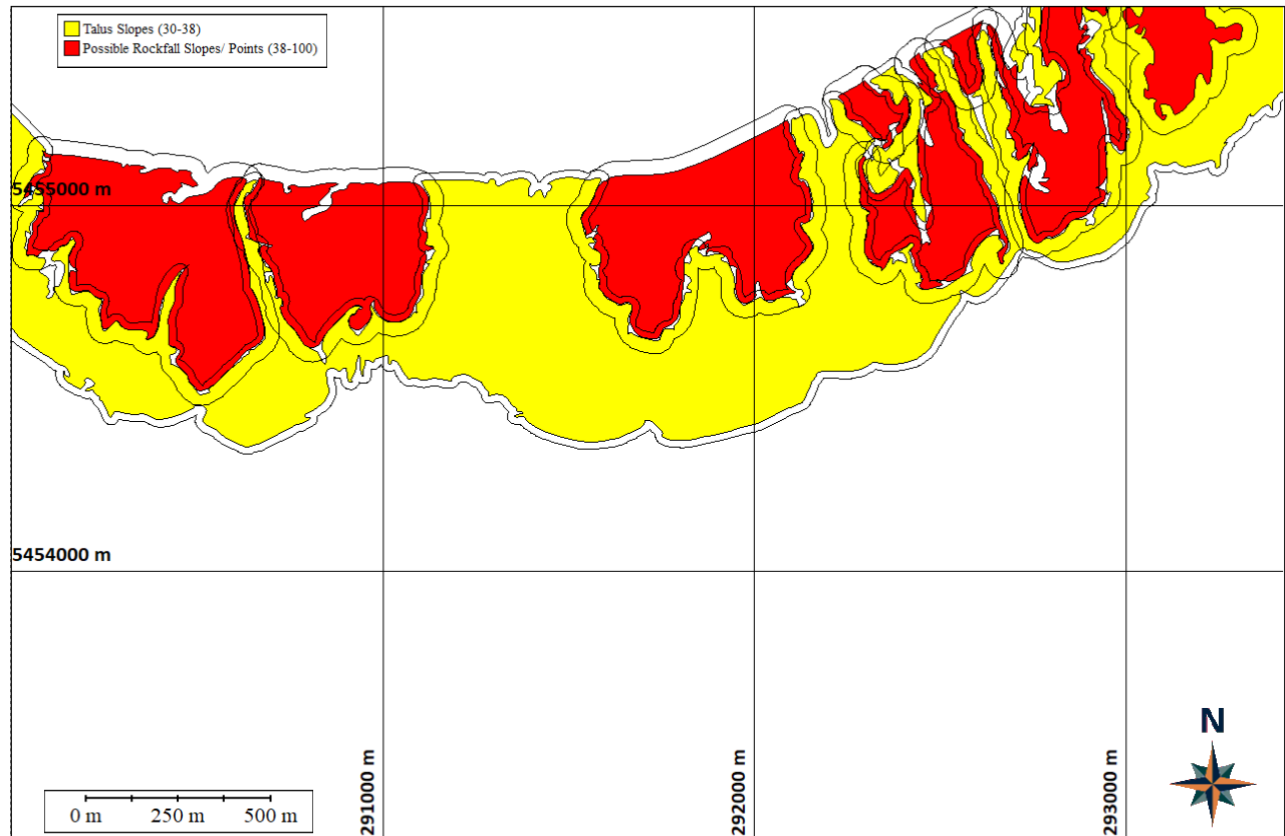 Talus Slopes (30-38)
Possible Rockfall Slopes/ Points (38-100)
5455000 m
5454000 m
291000 m
292000 m
293000 m
N
0 m 250 m 500 m